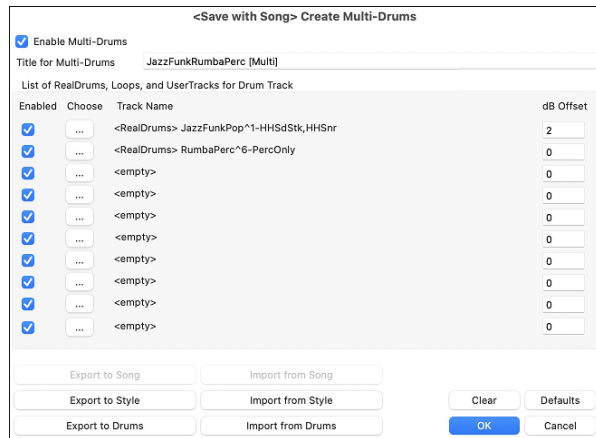 <Save with Song> Create Multi-Drums
Enable Multi-Drums
Title for Multi-Drums JazzFunkRumbaPerc [Multi]
List of RealDrums, Loops, and UserTracks for Drum Track
Enabled Choose Track Name dB Offset
... <RealDrums> JazzFunkPop^1-HHSdStk,HHSnr 2
... <RealDrums> RumbaPerc^6-PercOnly 0
... <empty> 0
... <empty> 0
... <empty> 0
... <empty> 0
... <empty> 0
... <empty> 0
... <empty> 0
... <empty> 0
Export to Song Import from Song
Export to Style Import from Style Clear Defaults
Export to Drums Import from Drums OK Cancel